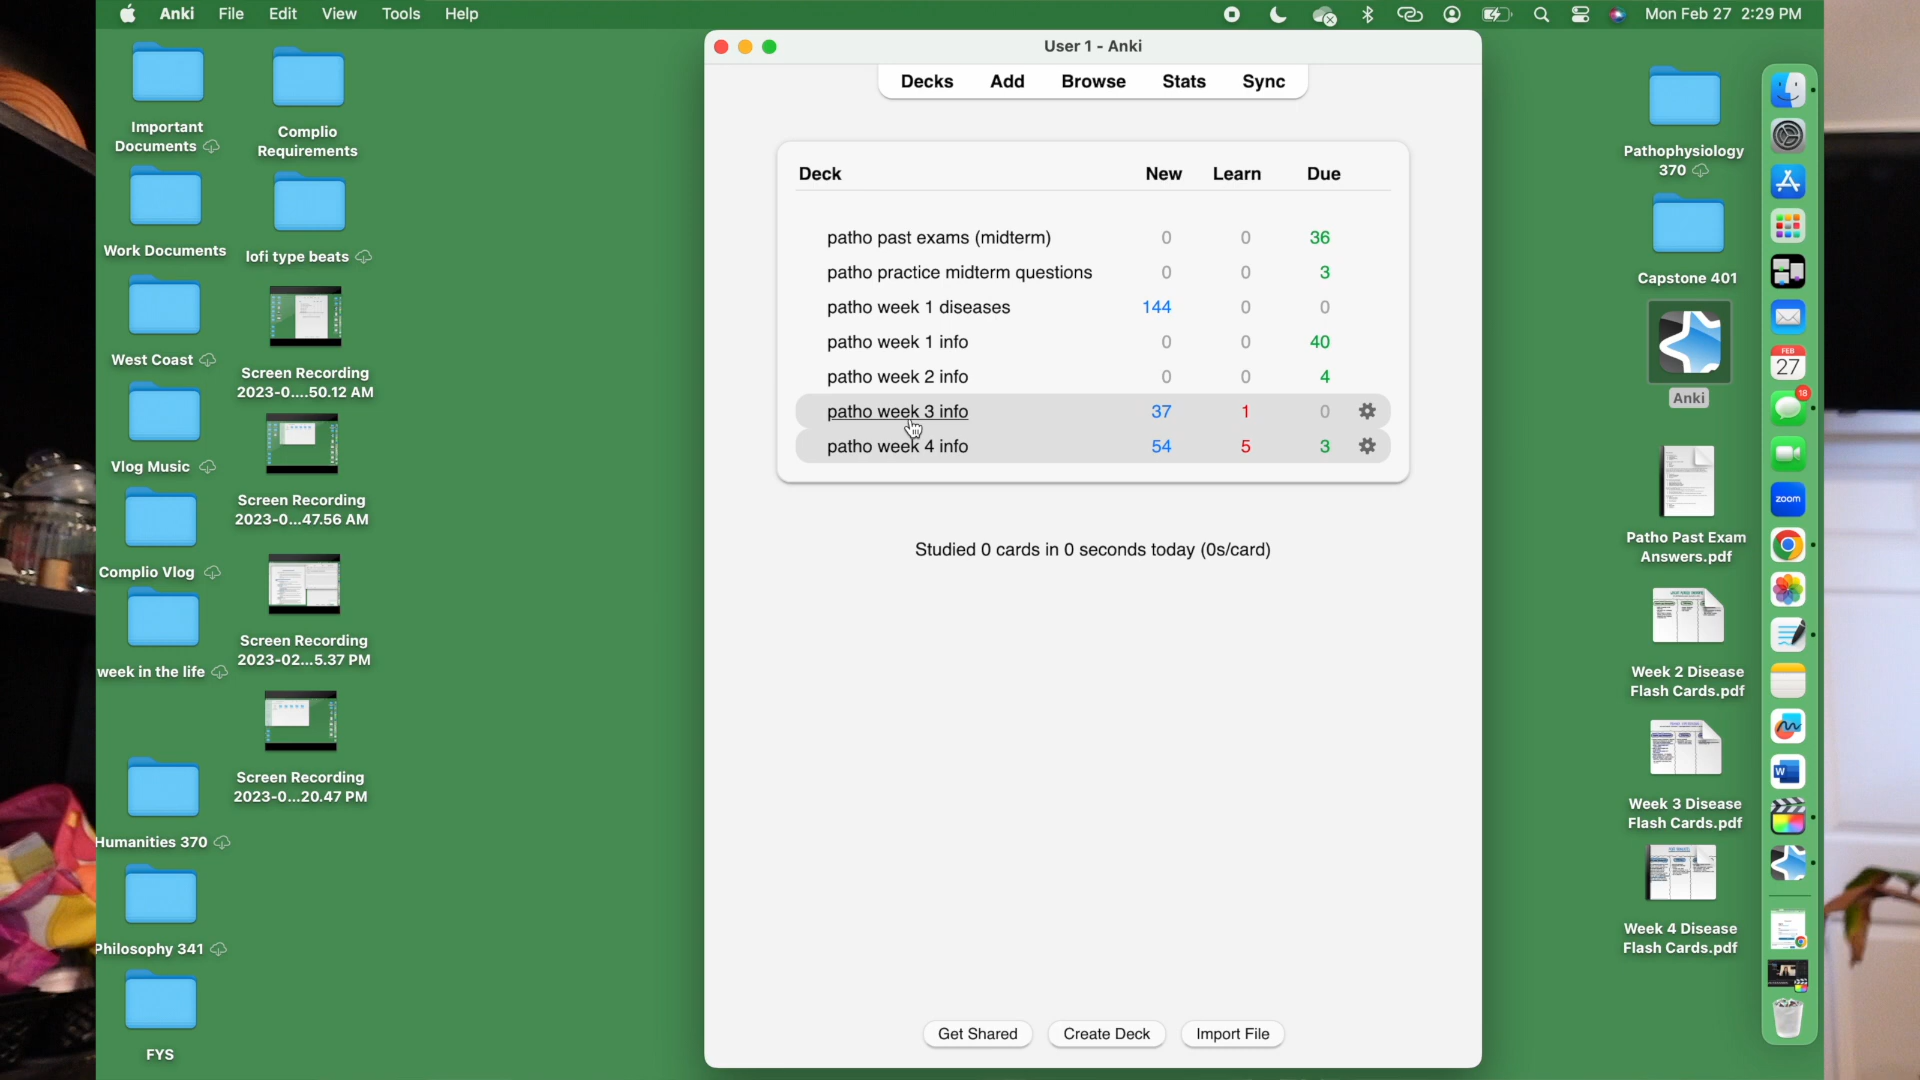 Anki File Edit View Tools Help
Mon Feb 27 2:29 PM
User 1 - Anki
Decks Add Browse Stats Sync
Deck New Learn Due
patho past exams (midterm) 0 0 36
patho practice midterm questions 0 0 3
patho week 1 diseases 144 0 0
patho week 1 info 0 0 40
patho week 2 info 0 0 4
patho week 3 info 37 1 0
patho week 4 info 54 5 3
Studied 0 cards in 0 seconds today (0s/card)
Get Shared Create Deck Import File
Important
Documents
Work Documents
West Coast
Vlog Music
Complio Vlog
week in the life
Humanities 370
Philosophy 341
FYS
Complio
Requirements
lofi type beats
Screen Recording
2023-0....50.12 AM
Screen Recording
2023-0...47.56 AM
Screen Recording
2023-02...5.37 PM
Screen Recording
2023-0...20.47 PM
Pathophysiology
370
Capstone 401
Anki
Patho Past Exam
Answers.pdf
Week 2 Disease
Flash Cards.pdf
Week 3 Disease
Flash Cards.pdf
Week 4 Disease
Flash Cards.pdf
FEB
27
18
zoom
W